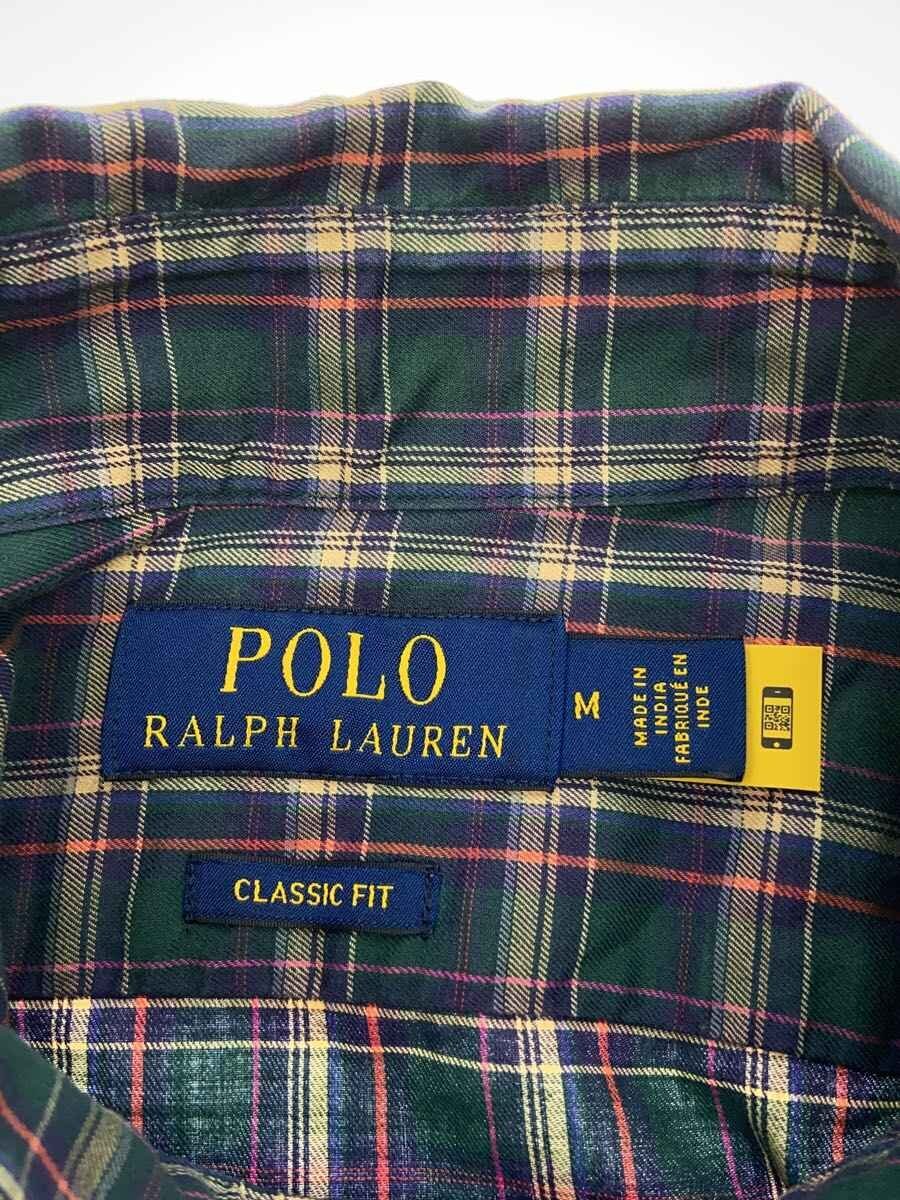 POLO
RALPH LAUREN
M
MADE IN
INDIA
FABRIQUÉ EN
INDE
CLASSIC FIT